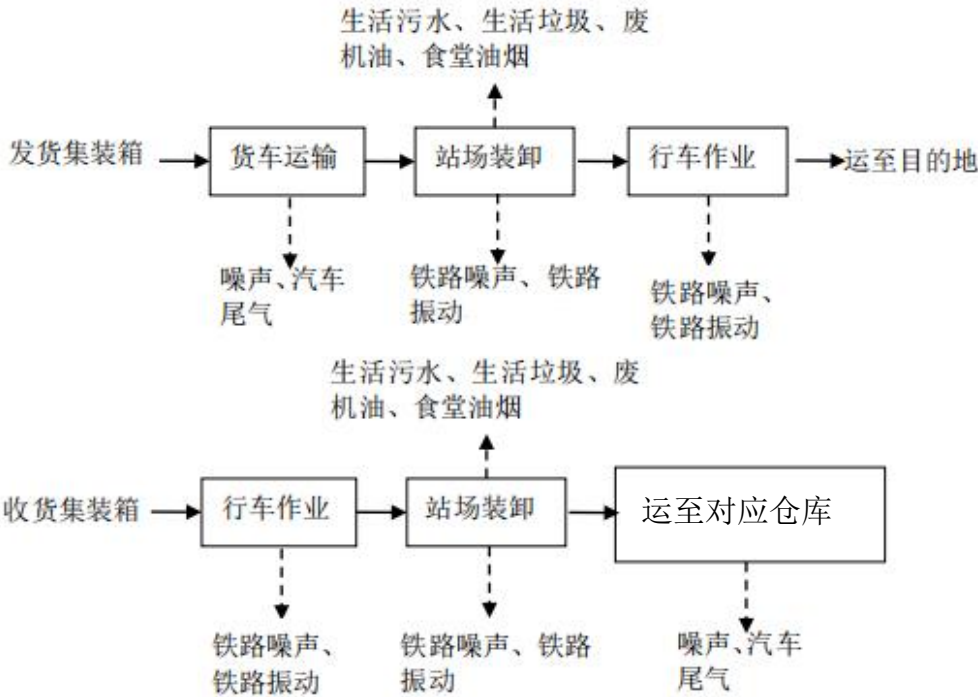 生活污水、生活垃圾、废
机油、食堂油烟
发货集装箱
货车运输
站场装卸
行车作业
运至目的地
噪声、汽车
尾气
铁路噪声、铁路
振动
铁路噪声、
铁路振动
生活污水、生活垃圾、废
机油、食堂油烟
收货集装箱
行车作业
站场装卸
运至对应仓库
铁路噪声、
铁路振动
铁路噪声、铁路
振动
噪声、汽车
尾气